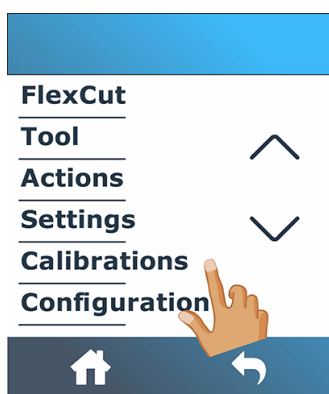 FlexCut
Tool
Actions
Settings
Calibrations
Configuration